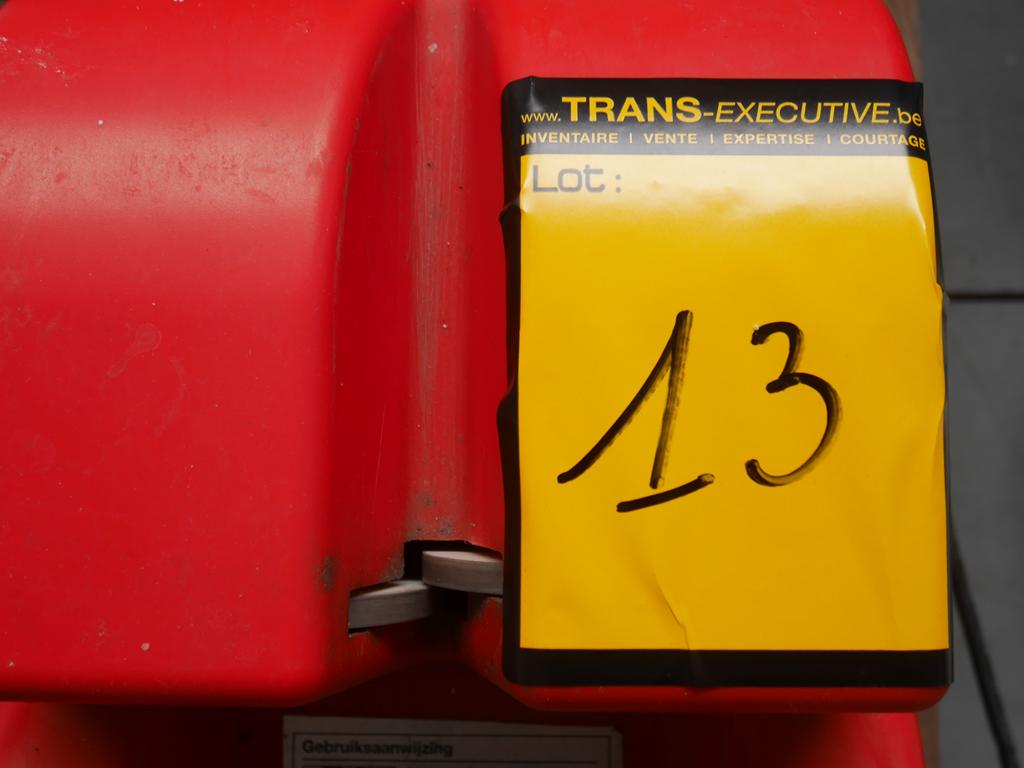 www.TRANS-EXECUTIVE.be
INVENTAIRE | VENTE | EXPERTISE | COURTAGE
Lot :
13
Gebruiksaanwijzing